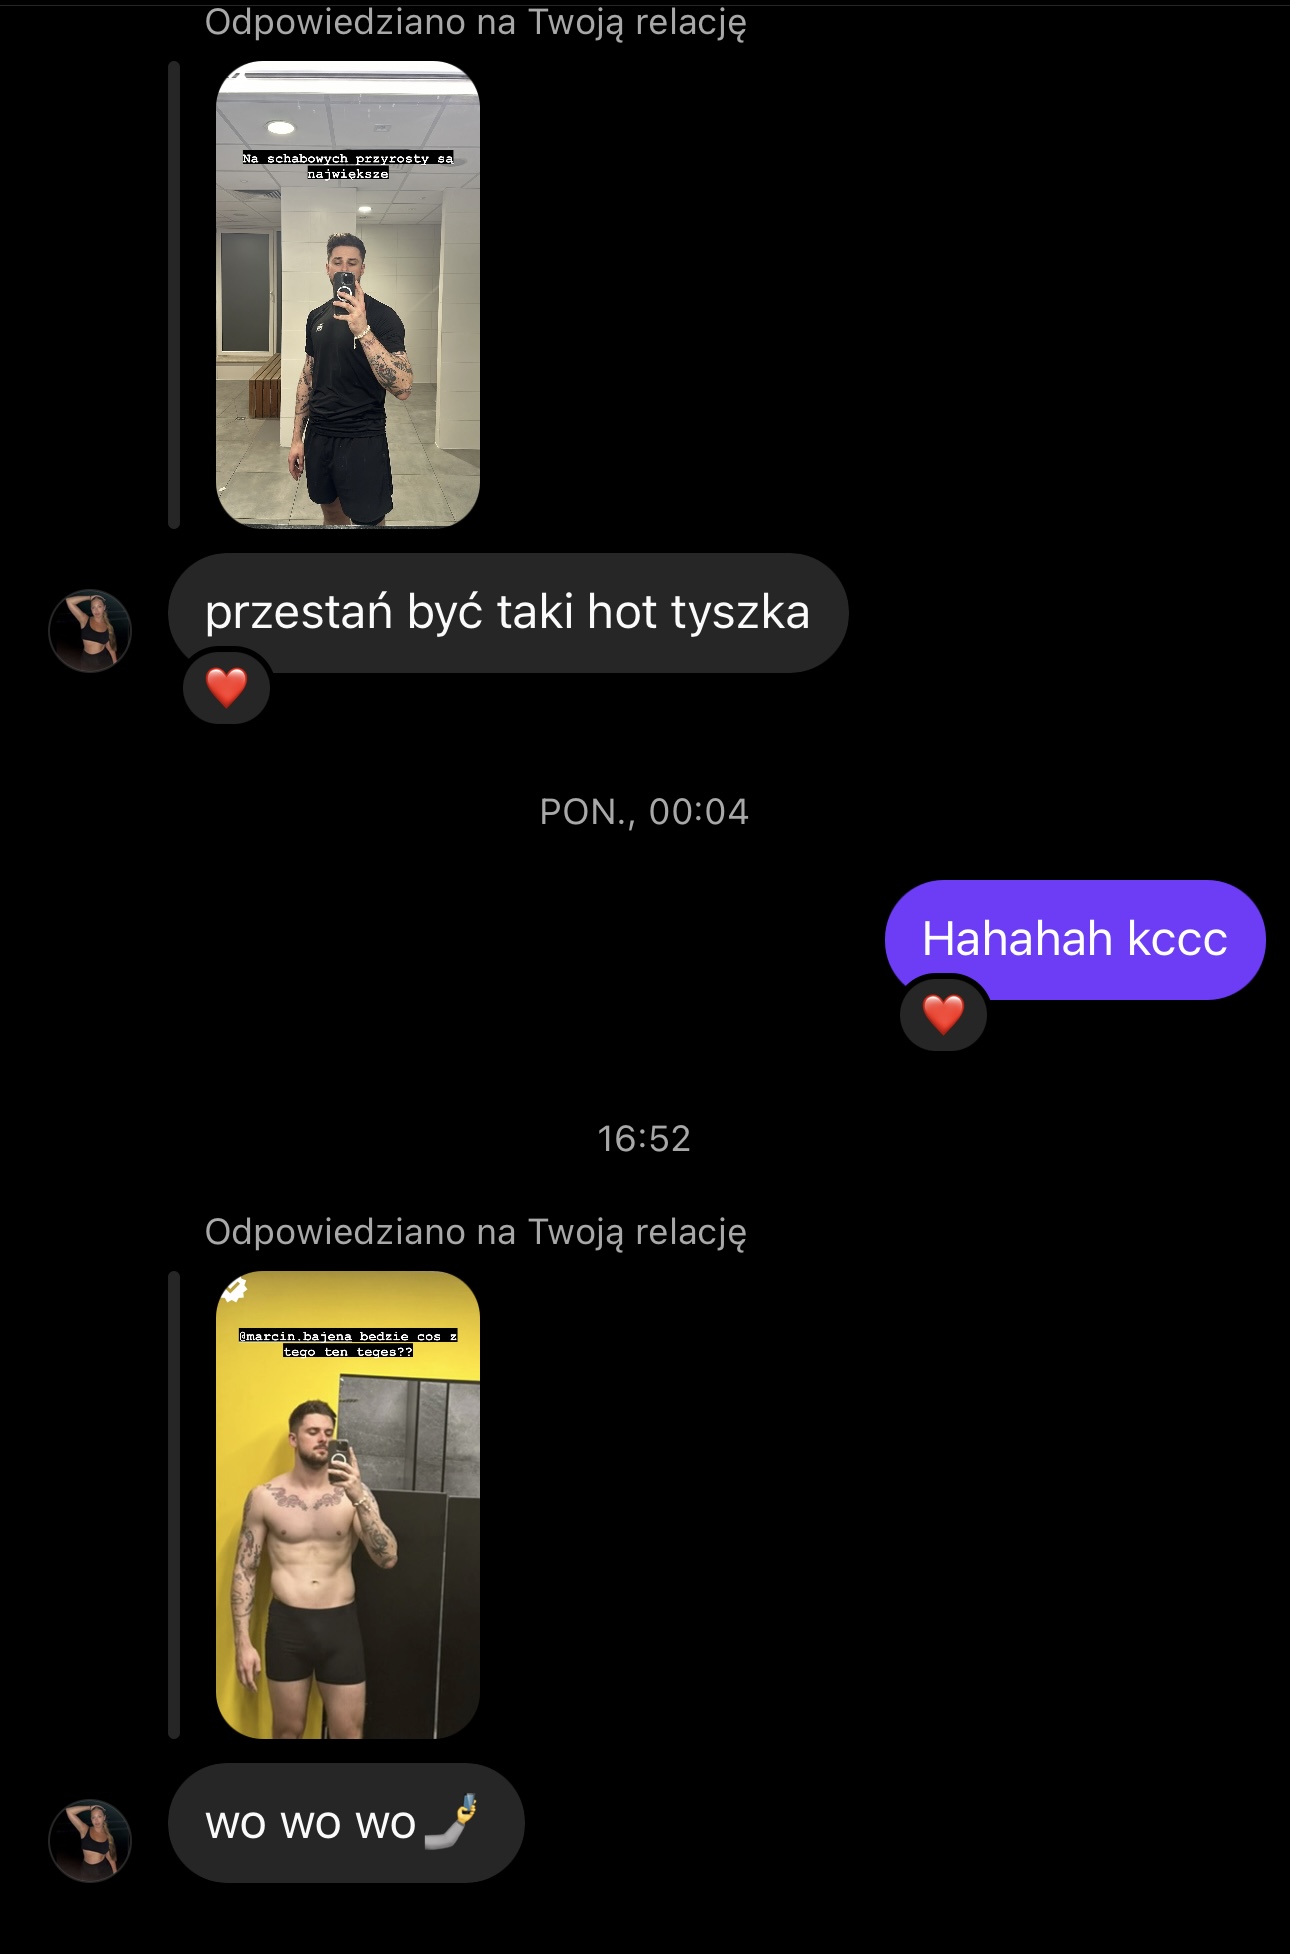 Odpowiedziano na Twoją relację
Na schabowych przyrosty są
największe
przestań być taki hot tyszka
❤️
PON., 00:04
Hahahah kccc
❤️
16:52
Odpowiedziano na Twoją relację
@marcin.bajena bedzie cos z
tego ten teges??
wo wo wo🤳